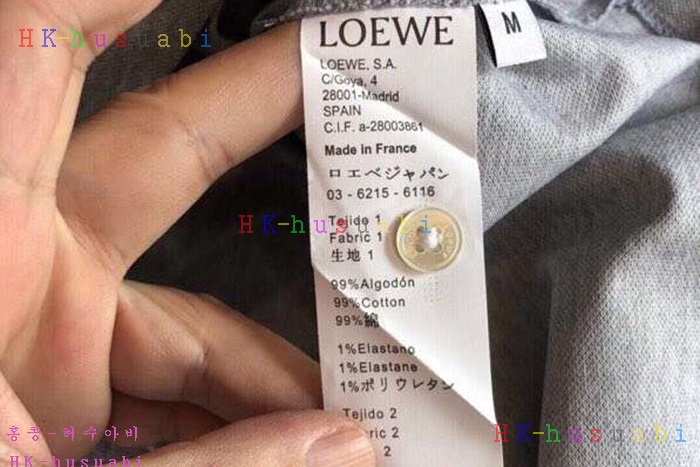 HK-husuabi
LOEWE
M
LOEWE, S.A.
C/Goya, 4
28001-Madrid
SPAIN
C.I.F. a-28003861
Made in France
ロエベジャパン
03 - 6215 - 6116
HK-husuabi
Tejido 1
Fabric 1
生地 1
99%Algodón
99%Cotton
99%綿
1%Elastano
1%Elastane
1%ポリウレタン
Tejido 2
ric 2
2
홍콩-허수아비
HK-husuabi
HK-husuabi